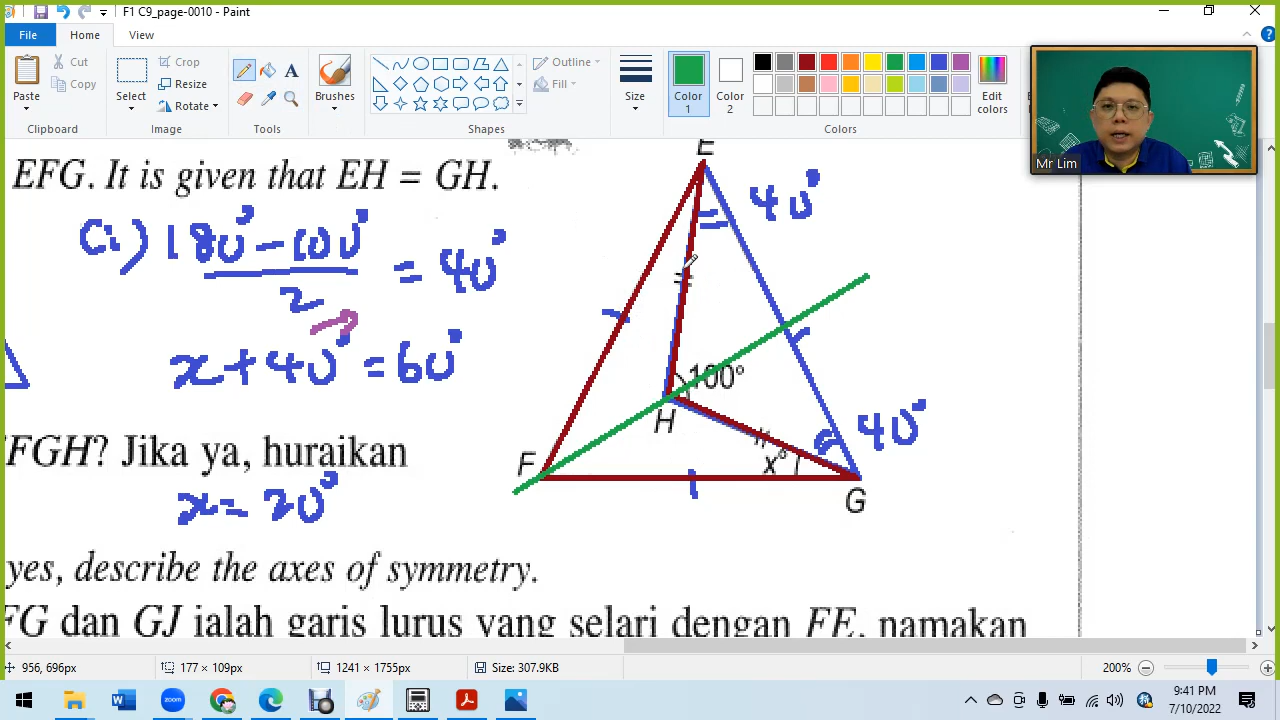 F1 C9_page-0010 - Paint
File Home View
Paste Cut Copy
Clipboard
Select Crop Resize Rotate
Image
Tools
Brushes
Outline Fill
Shapes
Size
Color 1 Color 2
Edit colors
Colors
Mr Lim
EFG. It is given that EH = GH.
(i) 180° - 100° = 40°
2
x + 40° = 60°
FGH? Jika ya, huraikan
x = 20°
yes, describe the axes of symmetry.
FG dan GJ ialah garis lurus yang selari dengan FE, namakan
E
40°
100°
H
40°
F
x°
G
956, 696px
177 × 109px
1241 × 1755px
Size: 307.9KB
200%
zoom
9:41 PM
7/10/2022